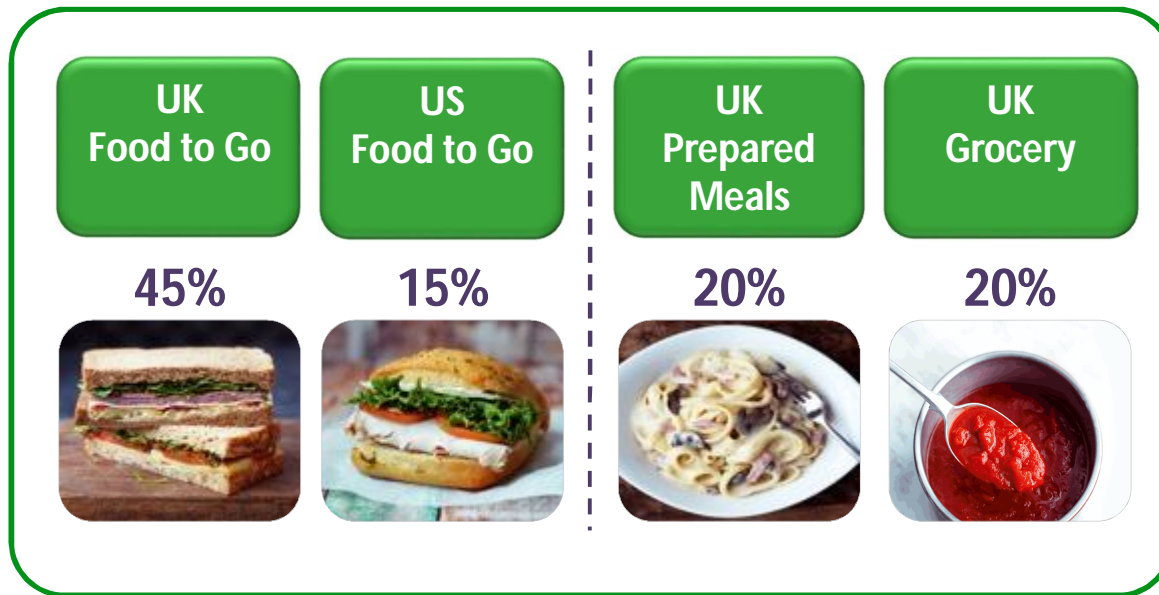 UK
Food to Go
US
Food to Go
UK
Prepared
Meals
UK
Grocery
45%
15%
20%
20%